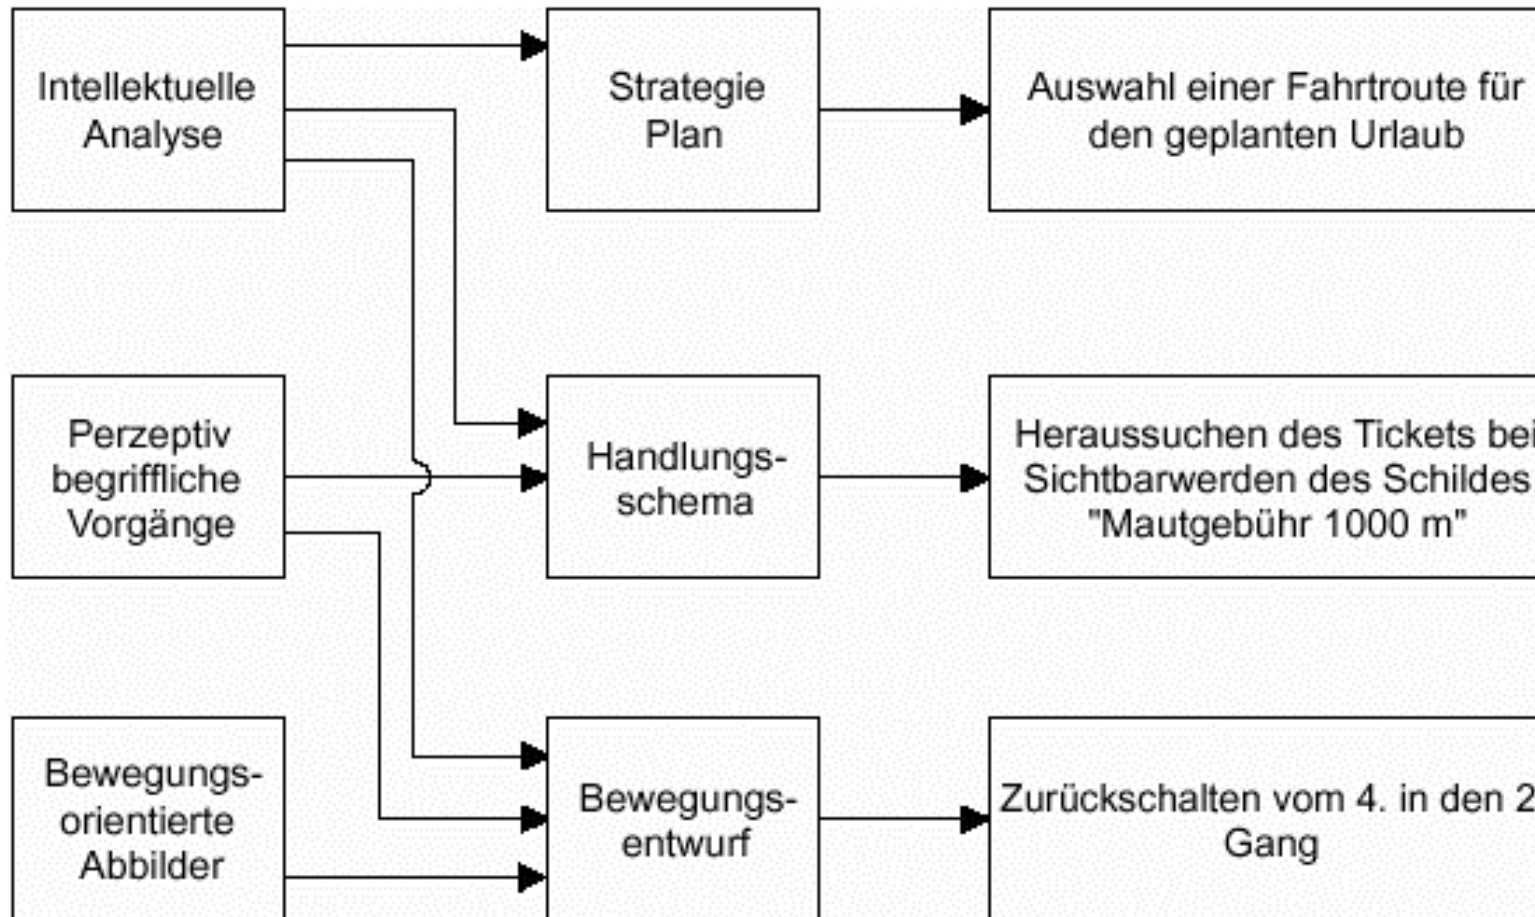 Intellektuelle
Analyse
Strategie
Plan
Auswahl einer Fahrtroute für
den geplanten Urlaub
Perzeptiv
begriffliche
Vorgänge
Handlungs-
schema
Heraussuchen des Tickets bei
Sichtbarwerden des Schildes
"Mautgebühr 1000 m"
Bewegungs-
orientierte
Abbilder
Bewegungs-
entwurf
Zurückschalten vom 4. in den 2
Gang